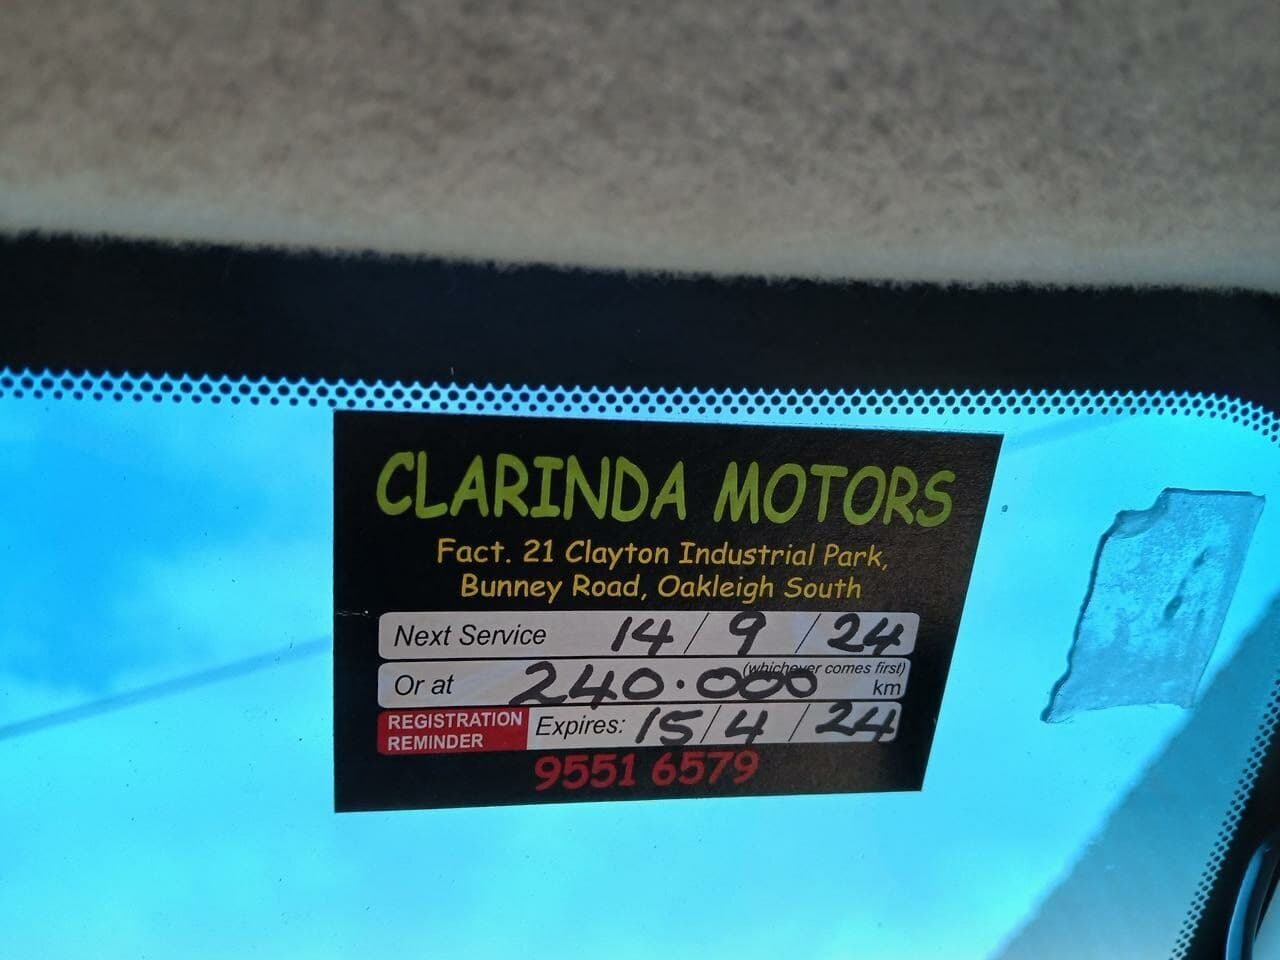 CLARINDA MOTORS
Fact. 21 Clayton Industrial Park,
Bunney Road, Oakleigh South
Next Service 14 / 9 / 24
(whichever comes first)
Or at 240.000 km
REGISTRATION REMINDER Expires: 15 / 4 / 24
9551 6579